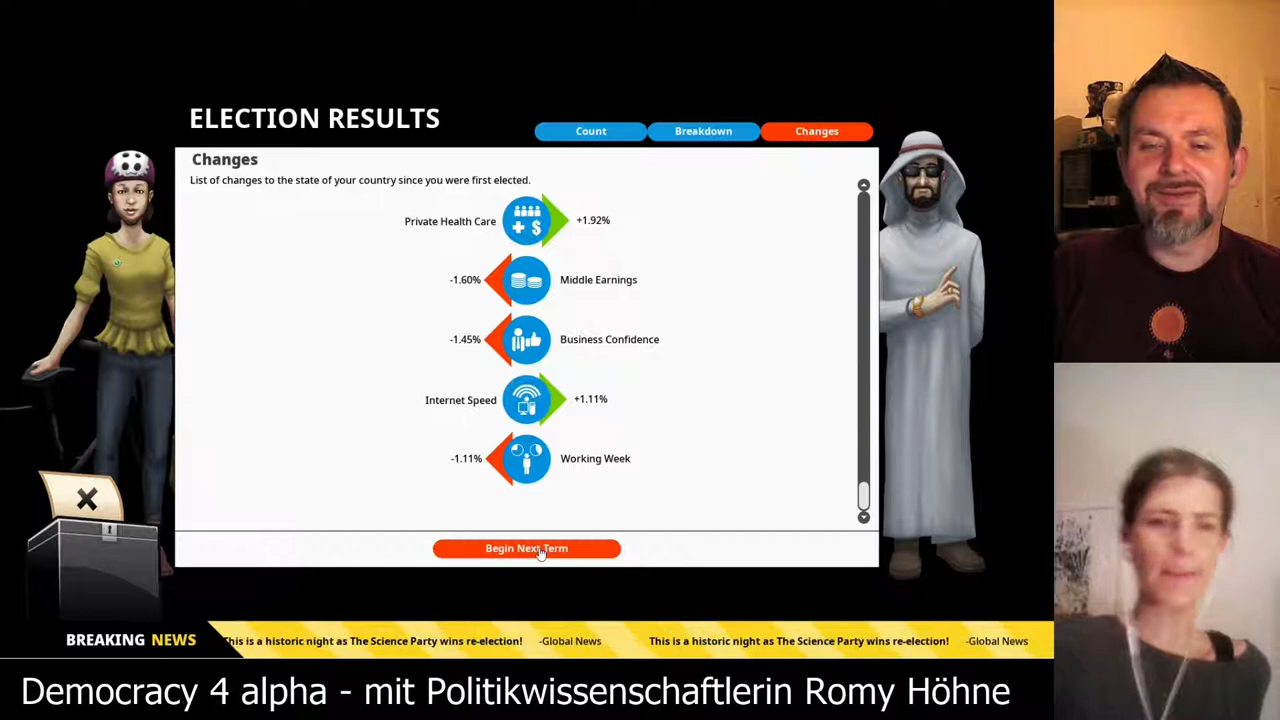 ELECTION RESULTS
Count
Breakdown
Changes
Changes
List of changes to the state of your country since you were first elected.
Private Health Care
+1.92%
-1.60%
Middle Earnings
-1.45%
Business Confidence
Internet Speed
+1.11%
-1.11%
Working Week
Begin Next Term
BREAKING NEWS
This is a historic night as The Science Party wins re-election! -Global News
This is a historic night as The Science Party wins re-election! -Global News
Democracy 4 alpha - mit Politikwissenschaftlerin Romy Höhne